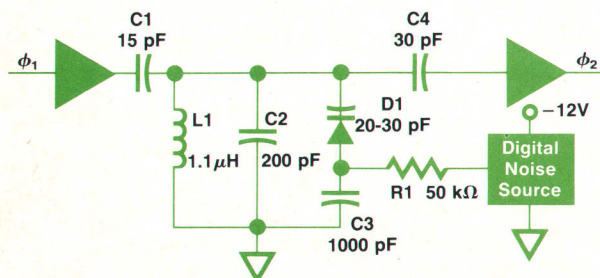 C1
15 pF
C4
30 pF
ϕ1
ϕ2
L1
1.1μH
C2
200 pF
D1
20-30 pF
−12V
Digital
Noise
Source
R1 50 kΩ
C3
1000 pF